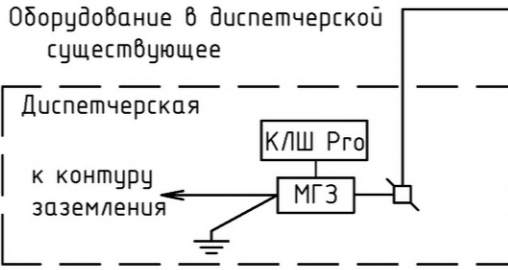 Оборудование в диспетчерской
существующее
Диспетчерская
КЛШ Pro
к контуру
заземления
МГЗ